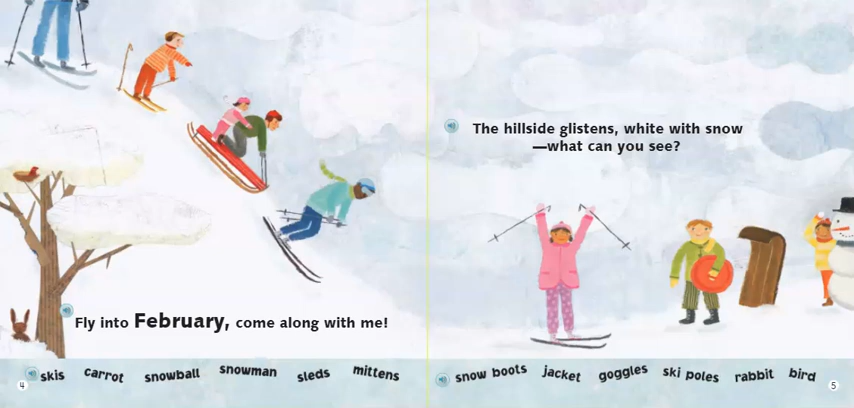 Fly into February, come along with me!
skis carrot snowball snowman sleds mittens
4
The hillside glistens, white with snow
—what can you see?
snow boots jacket goggles ski poles rabbit bird
5